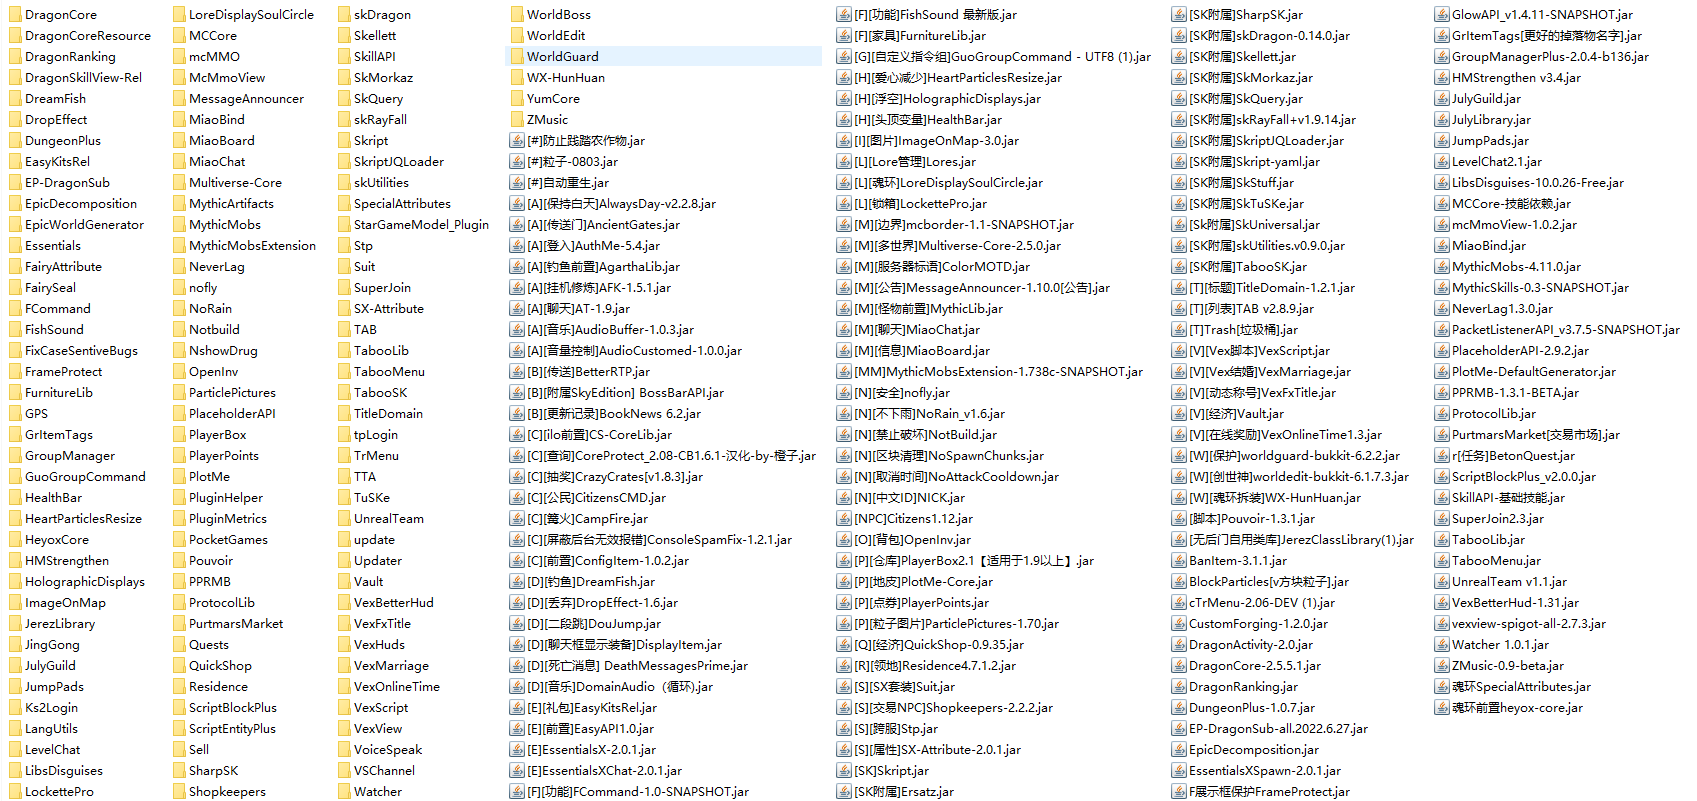 DragonCore
DragonCoreResource
DragonRanking
DragonSkillView-Rel
DreamFish
DropEffect
DungeonPlus
EasyKitsRel
EP-DragonSub
EpicDecomposition
EpicWorldGenerator
Essentials
FairyAttribute
FairySeal
FCommand
FishSound
FixCaseSentiveBugs
FrameProtect
FurnitureLib
GPS
GrItemTags
GroupManager
GuoGroupCommand
HealthBar
HeartParticlesResize
HeyoxCore
HMStrengthen
HolographicDisplays
ImageOnMap
JerezLibrary
JingGong
JulyGuild
JumpPads
Ks2Login
LangUtils
LevelChat
LibsDisguises
LockettePro
LoreDisplaySoulCircle
MCCore
mcMMO
McMmoView
MessageAnnouncer
MiaoBind
MiaoBoard
MiaoChat
Multiverse-Core
MythicArtifacts
MythicMobs
MythicMobsExtension
NeverLag
nofly
NoRain
Notbuild
NshowDrug
OpenInv
ParticlePictures
PlaceholderAPI
PlayerBox
PlayerPoints
PlotMe
PluginHelper
PluginMetrics
PocketGames
Pouvoir
PPRMB
ProtocolLib
PurtmarsMarket
Quests
QuickShop
Residence
ScriptBlockPlus
ScriptEntityPlus
Sell
SharpSK
Shopkeepers
skDragon
Skellett
SkillAPI
SkMorkaz
SkQuery
skRayFall
Skript
SkriptJQLoader
skUtilities
SpecialAttributes
StarGameModel_Plugin
Stp
Suit
SuperJoin
SX-Attribute
TAB
TabooLib
TabooMenu
TabooSK
TitleDomain
tpLogin
TrMenu
TTA
TuSKe
UnrealTeam
update
Updater
Vault
VexBetterHud
VexFxTitle
VexHuds
VexMarriage
VexOnlineTime
VexScript
VexView
VoiceSpeak
VSChannel
Watcher
WorldBoss
WorldEdit
WorldGuard
WX-HunHuan
YumCore
ZMusic
[#]防止践踏农作物.jar
[#]粒子-0803.jar
[#]自动重生.jar
[A][保持白天]AlwaysDay-v2.2.8.jar
[A][传送门]AncientGates.jar
[A][登入]AuthMe-5.4.jar
[A][钓鱼前置]AgarthaLib.jar
[A][挂机修炼]AFK-1.5.1.jar
[A][聊天]AT-1.9.jar
[A][音乐]AudioBuffer-1.0.3.jar
[A][音量控制]AudioCustomed-1.0.0.jar
[B][传送]BetterRTP.jar
[B][附属SkyEdition] BossBarAPI.jar
[B][更新记录]BookNews 6.2.jar
[C][ilo前置]CS-CoreLib.jar
[C][查询]CoreProtect_2.08-CB1.6.1-汉化-by-橙子.jar
[C][抽奖]CrazyCrates[v1.8.3].jar
[C][公民]CitizensCMD.jar
[C][篝火]CampFire.jar
[C][屏蔽后台无效报错]ConsoleSpamFix-1.2.1.jar
[C][前置]ConfigItem-1.0.2.jar
[D][钓鱼]DreamFish.jar
[D][丢弃]DropEffect-1.6.jar
[D][二段跳]DouJump.jar
[D][聊天框显示装备]DisplayItem.jar
[D][死亡消息] DeathMessagesPrime.jar
[D][音乐]DomainAudio（循环).jar
[E][礼包]EasyKitsRel.jar
[E][前置]EasyAPI1.0.jar
[E]EssentialsX-2.0.1.jar
[E]EssentialsXChat-2.0.1.jar
[F][功能]FCommand-1.0-SNAPSHOT.jar
[F][功能]FishSound 最新版.jar
[F][家具]FurnitureLib.jar
[G][自定义指令组]GuoGroupCommand - UTF8 (1).jar
[H][爱心减少]HeartParticlesResize.jar
[H][浮空]HolographicDisplays.jar
[H][头顶变量]HealthBar.jar
[I][图片]ImageOnMap-3.0.jar
[L][Lore管理]Lores.jar
[L][魂环]LoreDisplaySoulCircle.jar
[L][锁箱]LockettePro.jar
[M][边界]mcborder-1.1-SNAPSHOT.jar
[M][多世界]Multiverse-Core-2.5.0.jar
[M][服务器标语]ColorMOTD.jar
[M][公告]MessageAnnouncer-1.10.0[公告].jar
[M][怪物前置]MythicLib.jar
[M][聊天]MiaoChat.jar
[M][信息]MiaoBoard.jar
[MM]MythicMobsExtension-1.738c-SNAPSHOT.jar
[N][安全]nofly.jar
[N][不下雨]NoRain_v1.6.jar
[N][禁止破坏]NotBuild.jar
[N][区块清理]NoSpawnChunks.jar
[N][取消时间]NoAttackCooldown.jar
[N][中文ID]NICK.jar
[NPC]Citizens1.12.jar
[O][背包]OpenInv.jar
[P][仓库]PlayerBox2.1【适用于1.9以上】.jar
[P][地皮]PlotMe-Core.jar
[P][点券]PlayerPoints.jar
[P][粒子图片]ParticlePictures-1.70.jar
[Q][经济]QuickShop-0.9.35.jar
[R][领地]Residence4.7.1.2.jar
[S][SX套装]Suit.jar
[S][交易NPC]Shopkeepers-2.2.2.jar
[S][跨服]Stp.jar
[S][属性]SX-Attribute-2.0.1.jar
[SK]Skript.jar
[SK附属]Ersatz.jar
[SK附属]SharpSK.jar
[SK附属]skDragon-0.14.0.jar
[SK附属]Skellett.jar
[SK附属]SkMorkaz.jar
[SK附属]SkQuery.jar
[SK附属]skRayFall+v1.9.14.jar
[SK附属]SkriptJQLoader.jar
[SK附属]Skript-yaml.jar
[SK附属]SkStuff.jar
[SK附属]SkTuSKe.jar
[Sk附属]SkUniversal.jar
[SK附属]skUtilities.v0.9.0.jar
[SK附属]TabooSK.jar
[T][标题]TitleDomain-1.2.1.jar
[T][列表]TAB v2.8.9.jar
[T]Trash[垃圾桶].jar
[V][Vex脚本]VexScript.jar
[V][Vex结婚]VexMarriage.jar
[V][动态称号]VexFxTitle.jar
[V][经济]Vault.jar
[V][在线奖励]VexOnlineTime1.3.jar
[W][保护]worldguard-bukkit-6.2.2.jar
[W][创世神]worldedit-bukkit-6.1.7.3.jar
[W][魂环拆装]WX-HunHuan.jar
[脚本]Pouvoir-1.3.1.jar
[无后门自用类库]JerezClassLibrary(1).jar
BanItem-3.1.1.jar
BlockParticles[v方块粒子].jar
cTrMenu-2.06-DEV (1).jar
CustomForging-1.2.0.jar
DragonActivity-2.0.jar
DragonCore-2.5.5.1.jar
DragonRanking.jar
DungeonPlus-1.0.7.jar
EP-DragonSub-all.2022.6.27.jar
EpicDecomposition.jar
EssentialsXSpawn-2.0.1.jar
F展示框保护FrameProtect.jar
GlowAPI_v1.4.11-SNAPSHOT.jar
GrItemTags[更好的掉落物名字].jar
GroupManagerPlus-2.0.4-b136.jar
HMStrengthen v3.4.jar
JulyGuild.jar
JulyLibrary.jar
JumpPads.jar
LevelChat2.1.jar
LibsDisguises-10.0.26-Free.jar
MCCore-技能依赖.jar
mcMmoView-1.0.2.jar
MiaoBind.jar
MythicMobs-4.11.0.jar
MythicSkills-0.3-SNAPSHOT.jar
NeverLag1.3.0.jar
PacketListenerAPI_v3.7.5-SNAPSHOT.jar
PlaceholderAPI-2.9.2.jar
PlotMe-DefaultGenerator.jar
PPRMB-1.3.1-BETA.jar
ProtocolLib.jar
PurtmarsMarket[交易市场].jar
r[任务]BetonQuest.jar
ScriptBlockPlus_v2.0.0.jar
SkillAPI-基础技能.jar
SuperJoin2.3.jar
TabooLib.jar
TabooMenu.jar
UnrealTeam v1.1.jar
VexBetterHud-1.31.jar
vexview-spigot-all-2.7.3.jar
Watcher 1.0.1.jar
ZMusic-0.9-beta.jar
魂环SpecialAttributes.jar
魂环前置heyox-core.jar